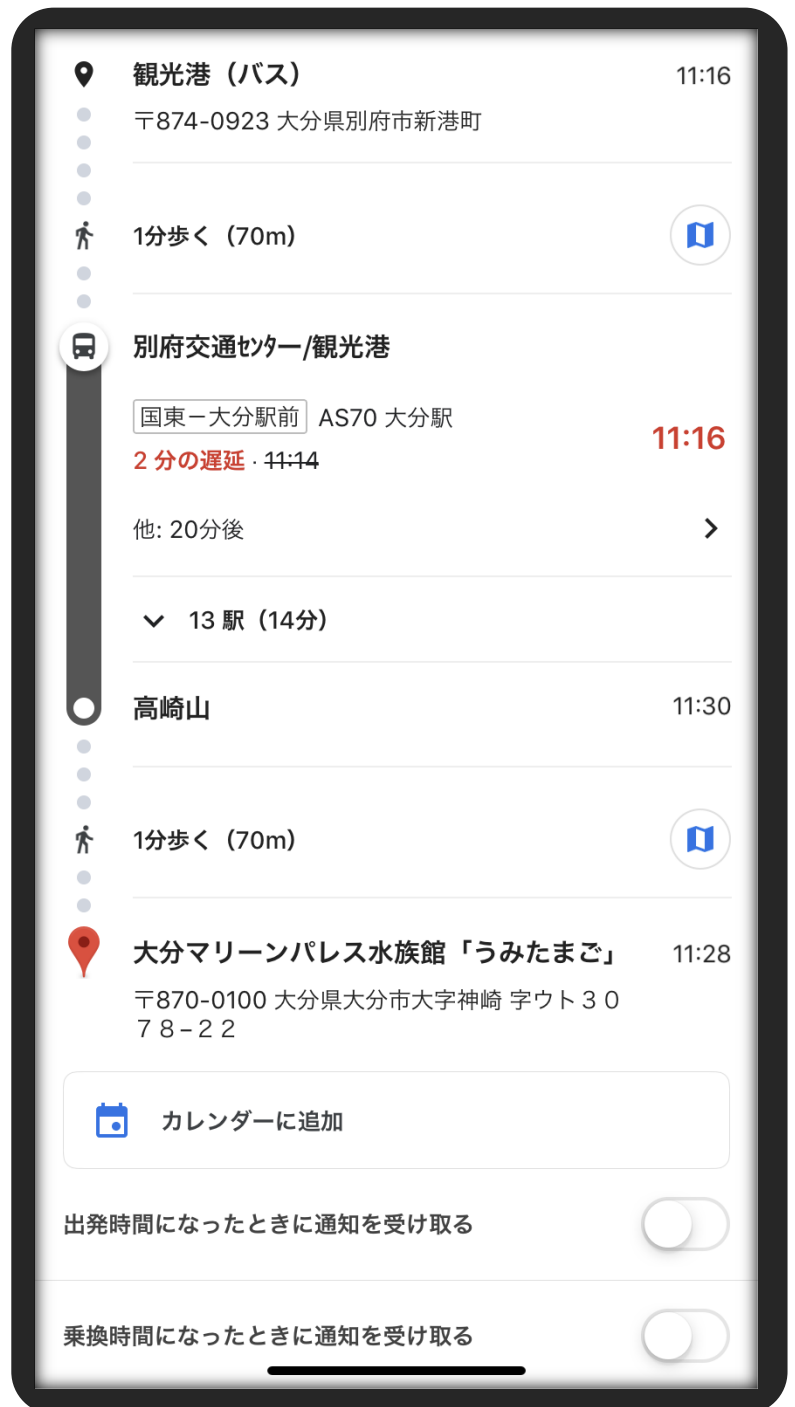 観光港（バス） 11:16
〒874-0923 大分県別府市新港町
1分歩く（70m）
別府交通ｾﾝﾀｰ/観光港
国東－大分駅前 AS70 大分駅 11:16
2 分の遅延 · 11:14
他: 20分後
13 駅（14分）
高崎山 11:30
1分歩く（70m）
大分マリーンパレス水族館「うみたまご」 11:28
〒870-0100 大分県大分市大字神崎 字ウト３０
７８−２２
カレンダーに追加
出発時間になったときに通知を受け取る
乗換時間になったときに通知を受け取る